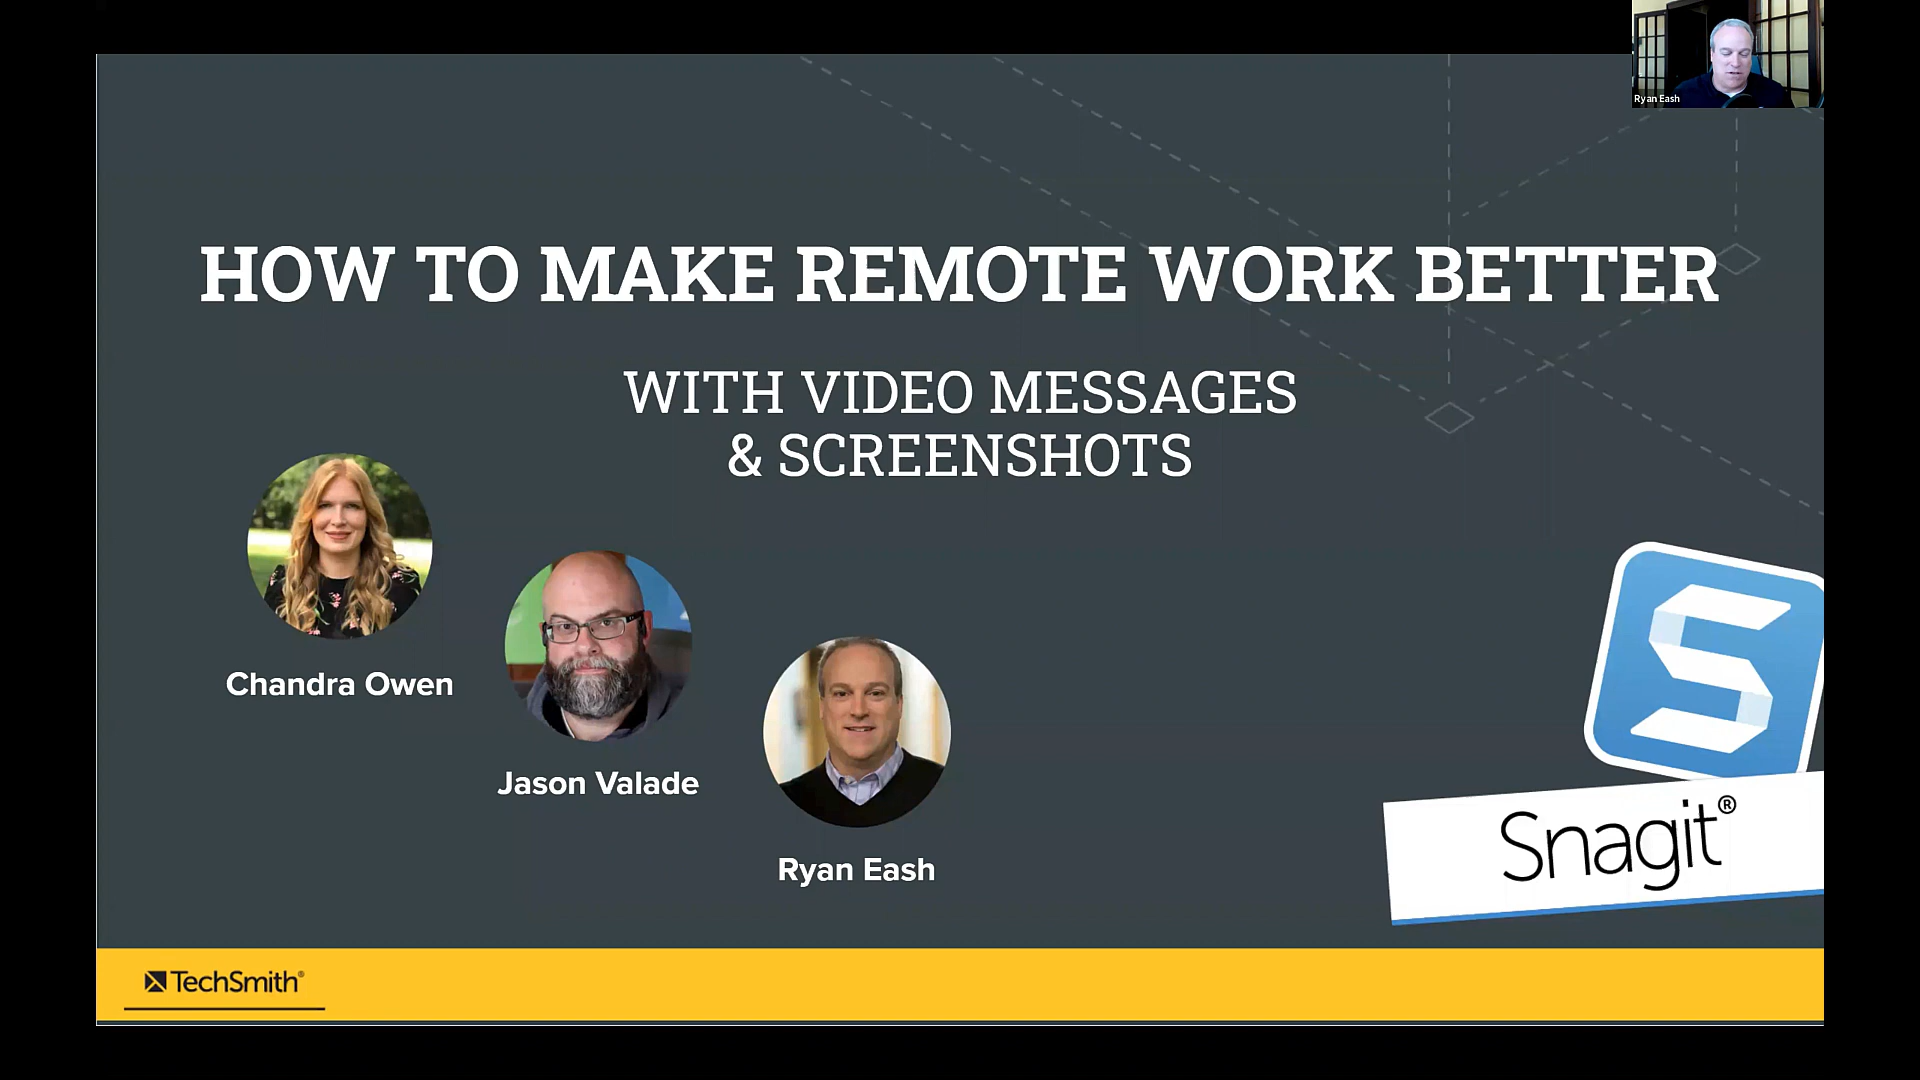 Ryan Eash
HOW TO MAKE REMOTE WORK BETTER
WITH VIDEO MESSAGES
& SCREENSHOTS
Chandra Owen
Jason Valade
Ryan Eash
Snagit®
TechSmith®